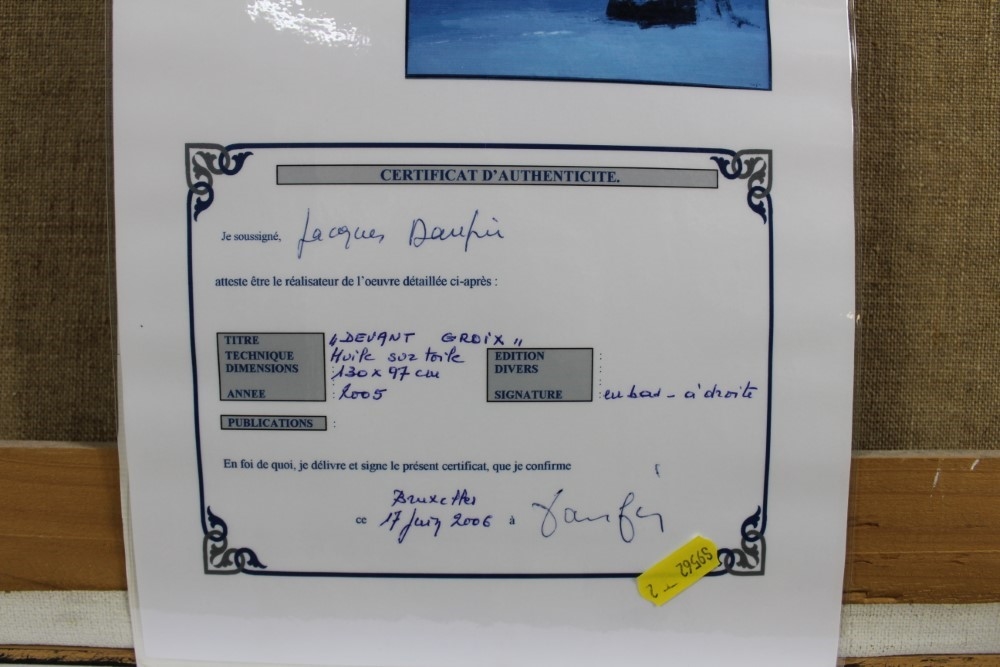 CERTIFICAT D'AUTHENTICITE.
Je soussigné, Jacques Daufin
atteste être le réalisateur de l'oeuvre détaillée ci-après :
TITRE „DEVANT GROIX„
TECHNIQUE Huile sur toile
DIMENSIONS : 130 x 97 cm
ANNEE : 2005
EDITION :
DIVERS :
SIGNATURE : en bas - à droite
PUBLICATIONS :
En foi de quoi, je délivre et signe le présent certificat, que je confirme
Bruxelles
ce 17 Juin 2006 à Daufin
S9562